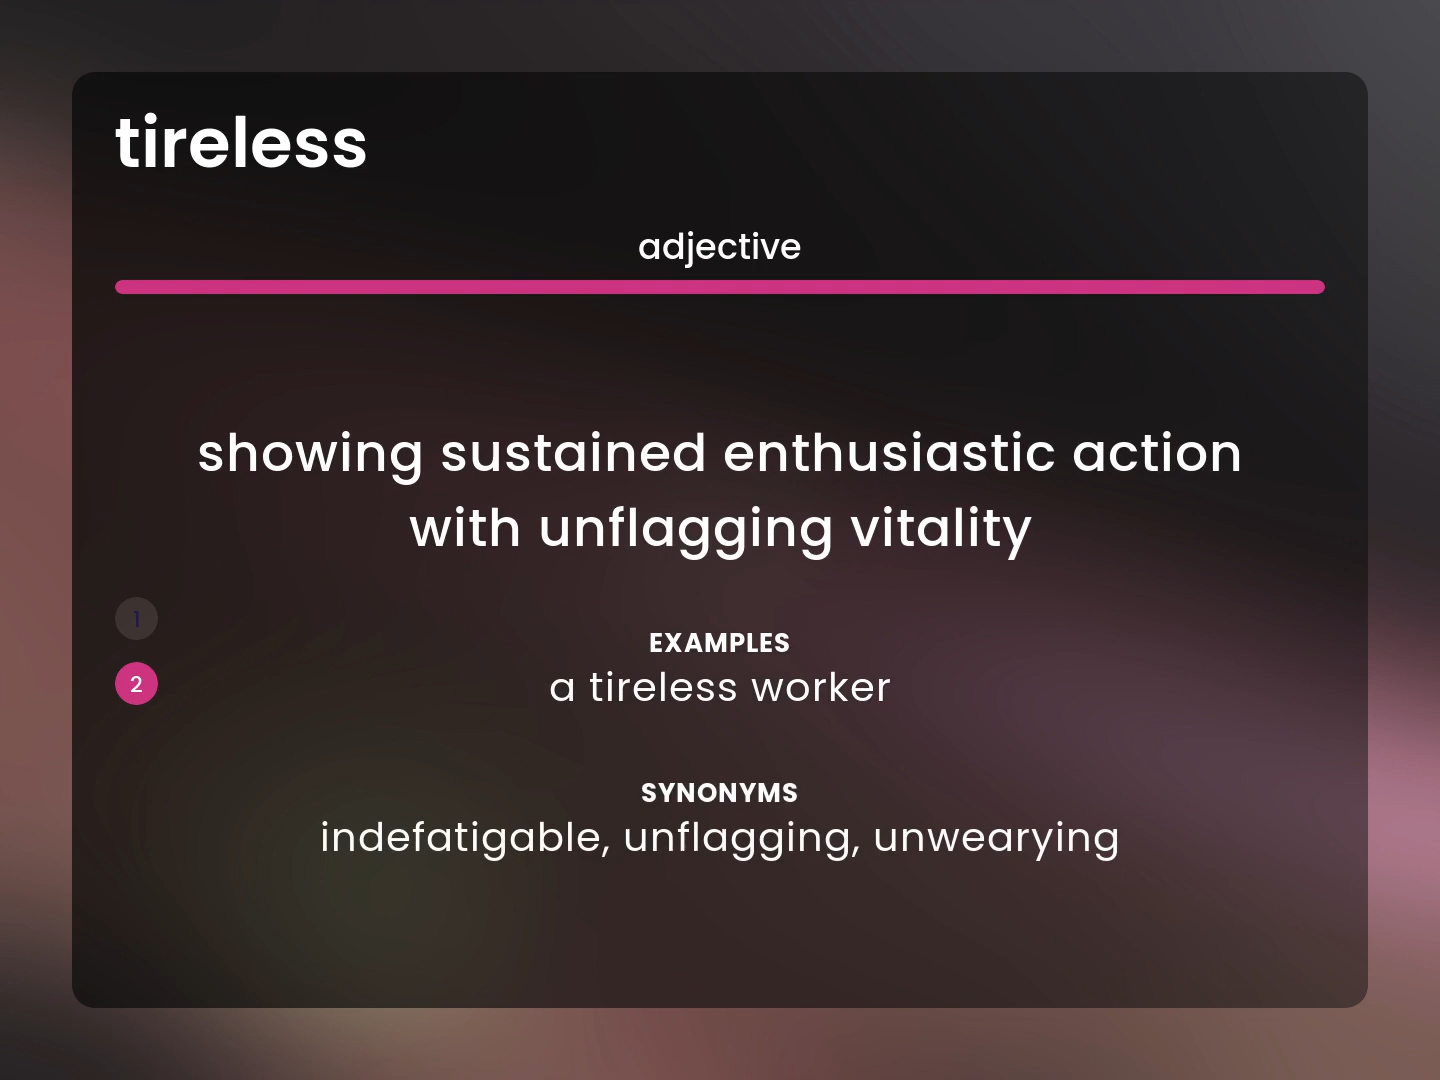 tireless
adjective
showing sustained enthusiastic action
with unflagging vitality
1
EXAMPLES
2
a tireless worker
SYNONYMS
indefatigable, unflagging, unwearying